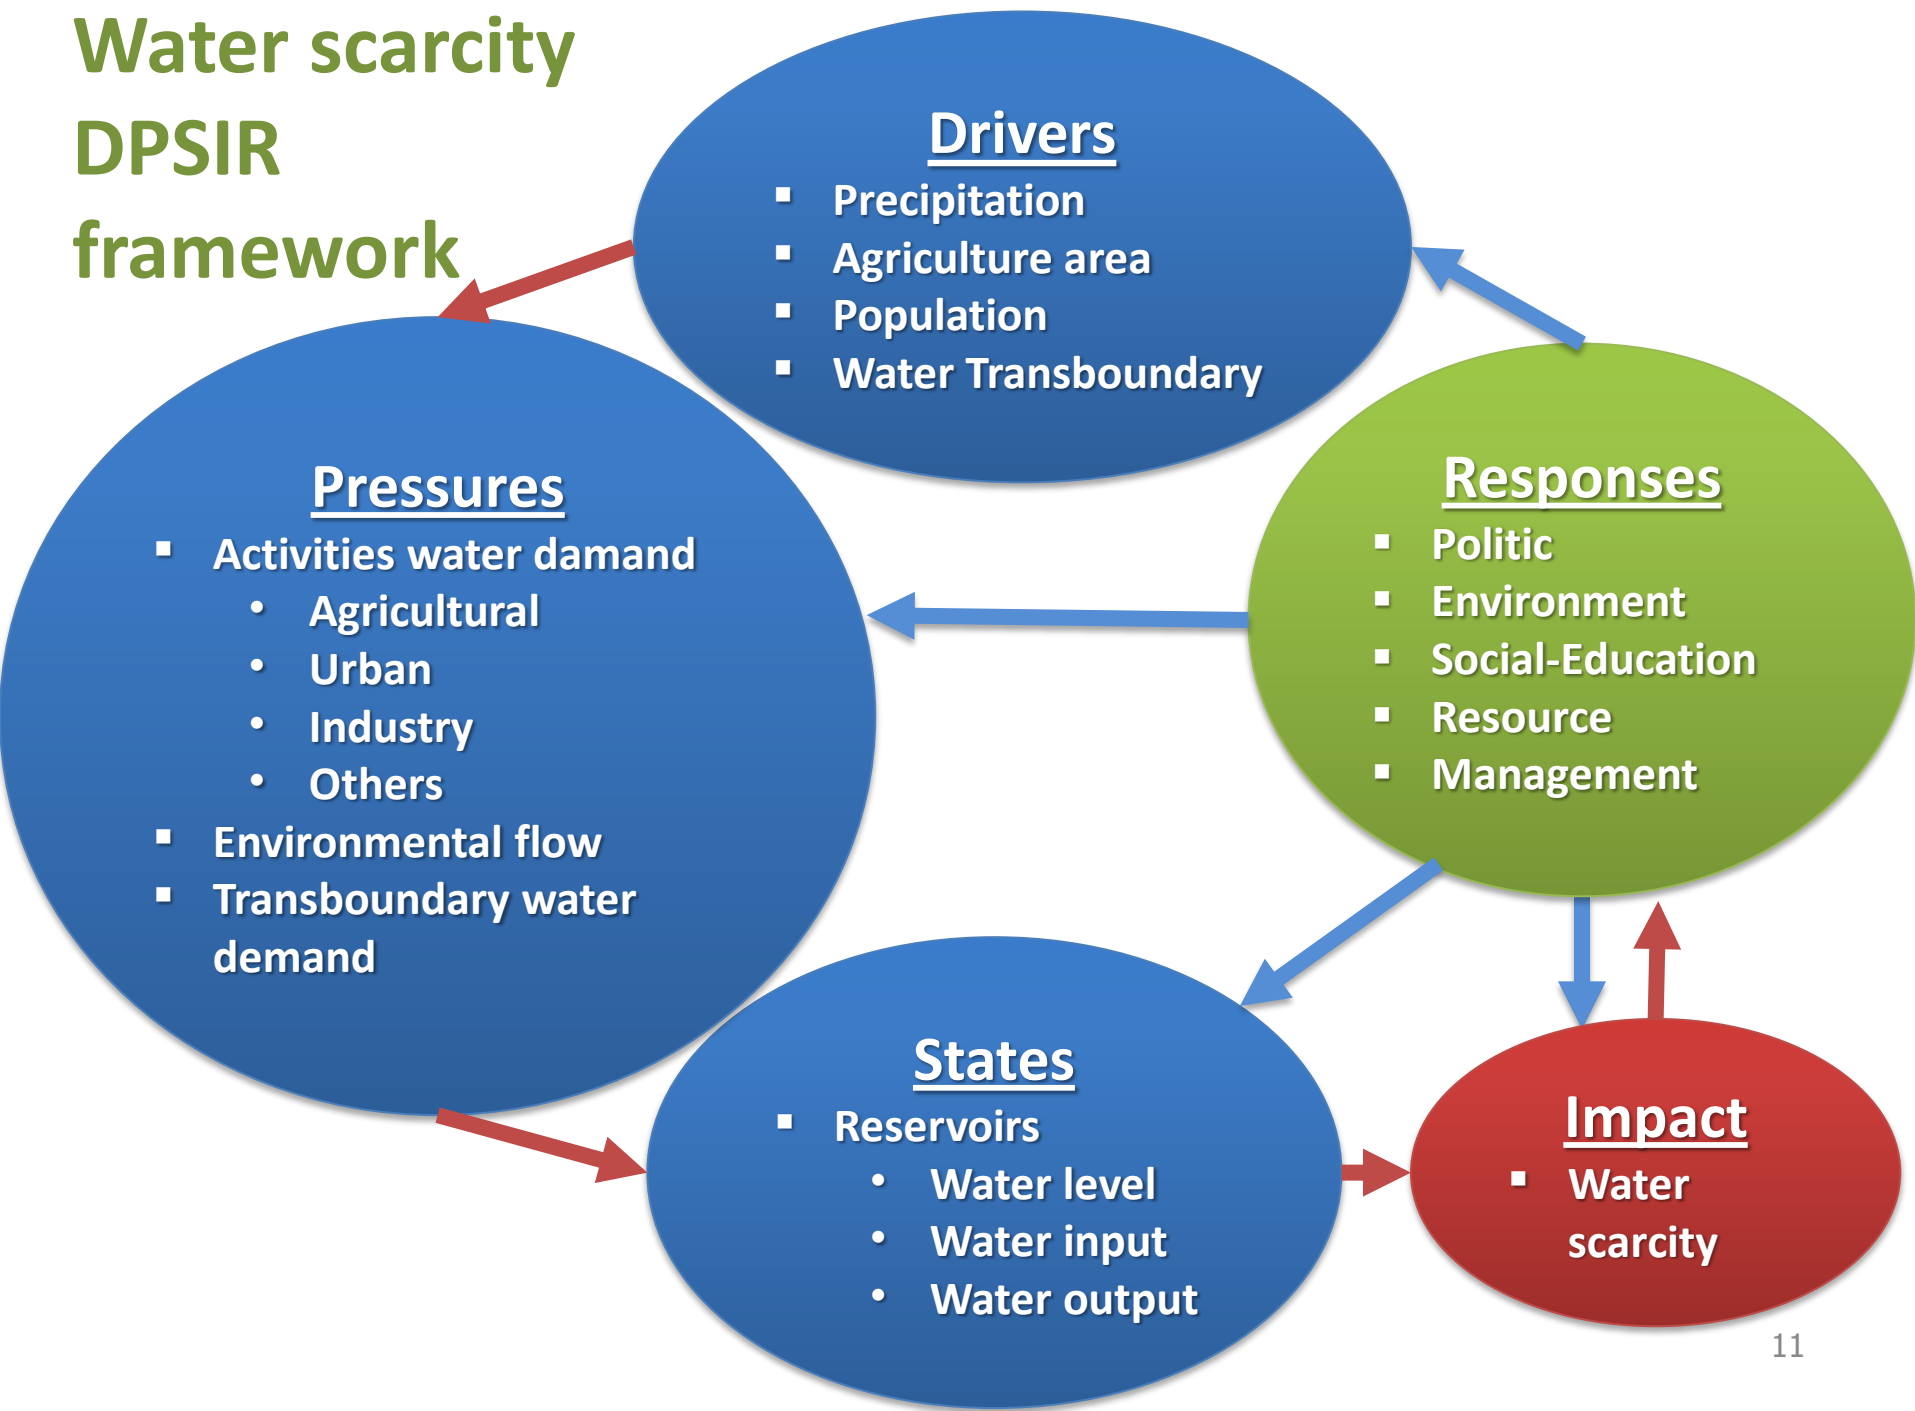 Water scarcity
DPSIR
framework
Drivers
▪ Precipitation
▪ Agriculture area
▪ Population
▪ Water Transboundary
Pressures
▪ Activities water damand
• Agricultural
• Urban
• Industry
• Others
▪ Environmental flow
▪ Transboundary water
demand
Responses
▪ Politic
▪ Environment
▪ Social-Education
▪ Resource
▪ Management
States
▪ Reservoirs
• Water level
• Water input
• Water output
Impact
▪ Water
scarcity
11